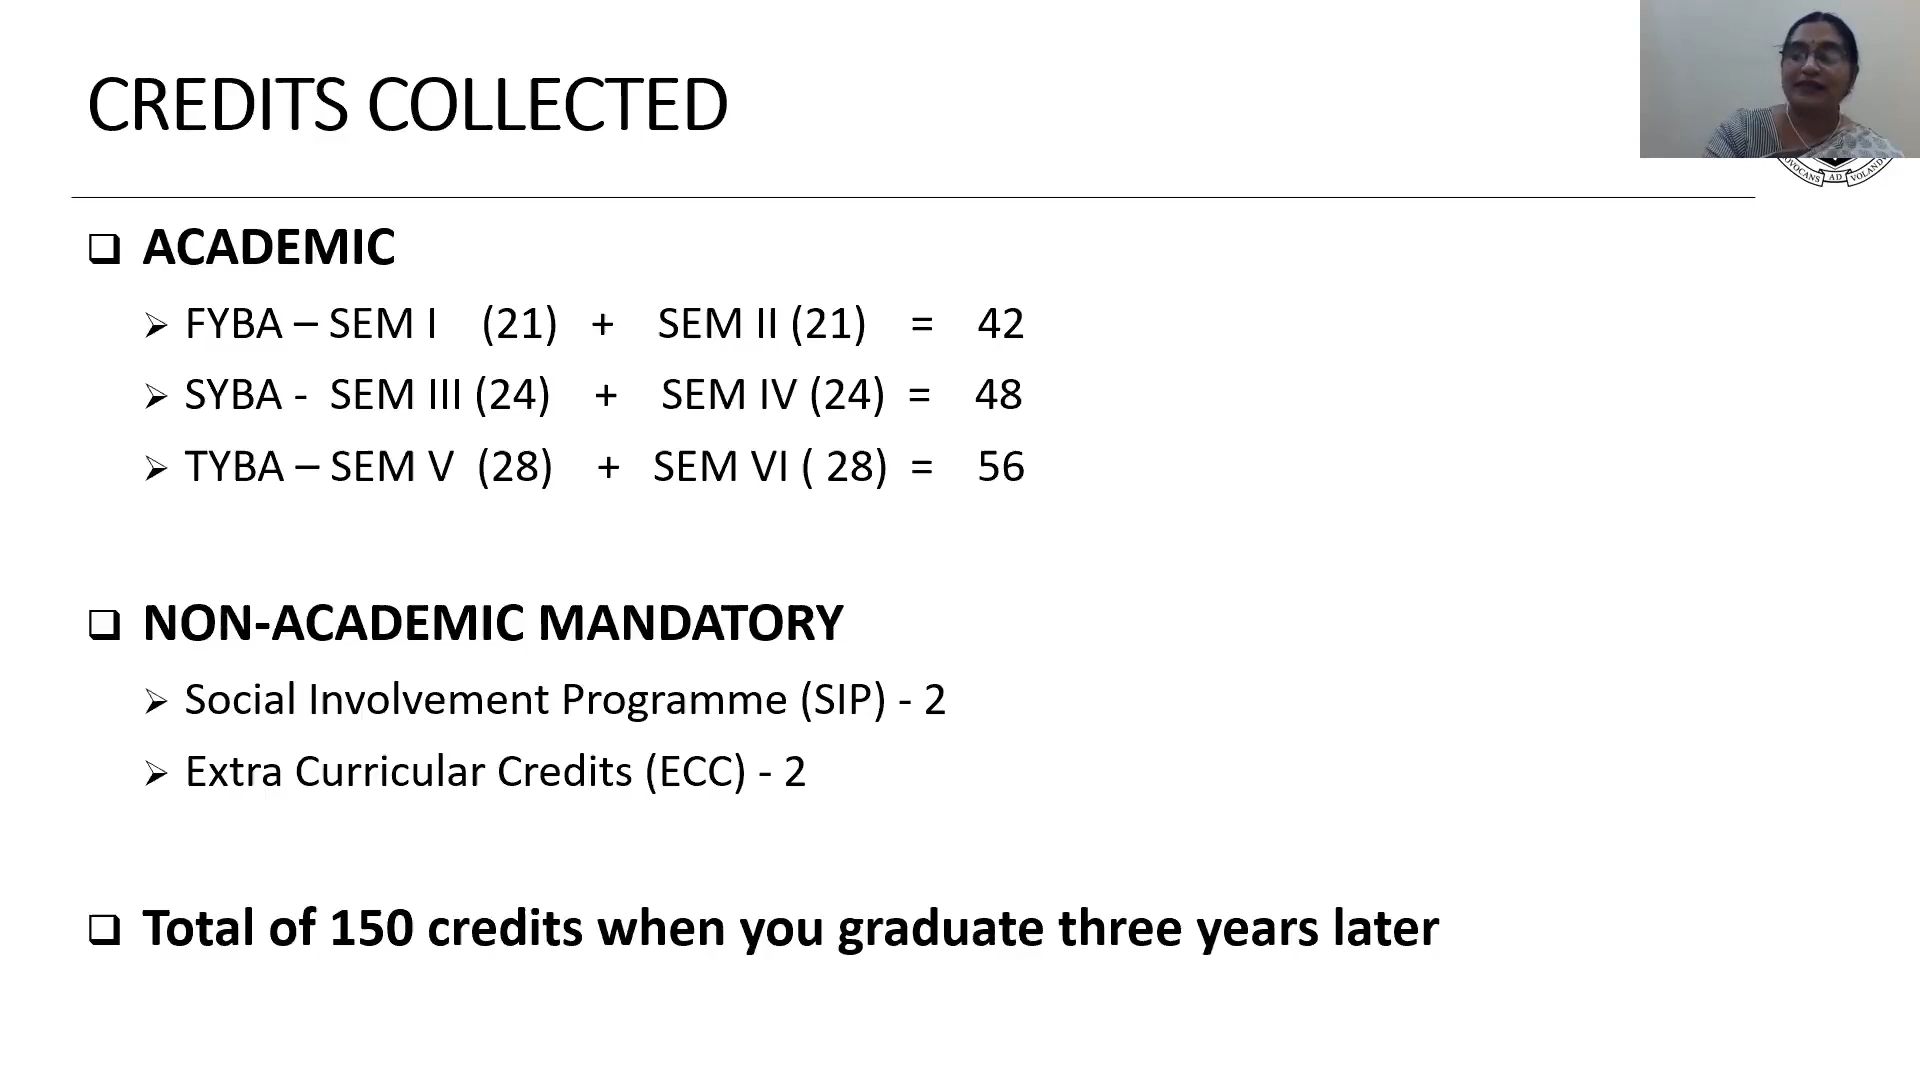 CREDITS COLLECTED
AD
ACADEMIC
FYBA – SEM I (21) + SEM II (21) = 42
SYBA - SEM III (24) + SEM IV (24) = 48
TYBA – SEM V (28) + SEM VI ( 28) = 56
NON-ACADEMIC MANDATORY
Social Involvement Programme (SIP) - 2
Extra Curricular Credits (ECC) - 2
Total of 150 credits when you graduate three years later